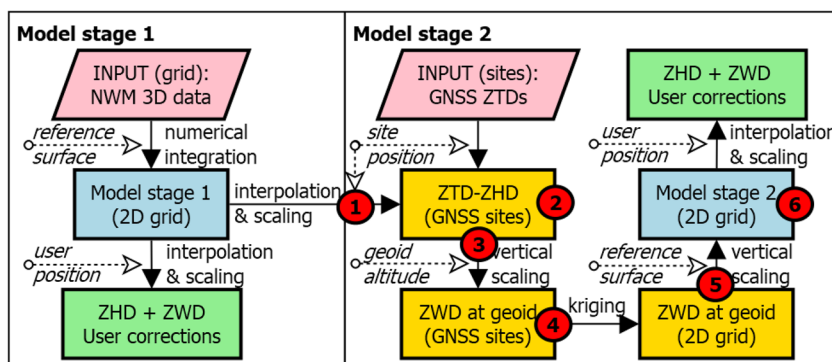 Model stage 1
INPUT (grid):
NWM 3D data
reference
surface
numerical
integration
Model stage 1
(2D grid)
interpolation
& scaling
user
position
interpolation
& scaling
ZHD + ZWD
User corrections
Model stage 2
INPUT (sites):
GNSS ZTDs
site
position
1
ZTD-ZHD
(GNSS sites)
2
3
geoid
altitude
vertical
scaling
ZWD at geoid
(GNSS sites)
4
kriging
ZWD at geoid
(2D grid)
5
reference
surface
vertical
scaling
Model stage 2
(2D grid)
6
user
position
interpolation
& scaling
ZHD + ZWD
User corrections